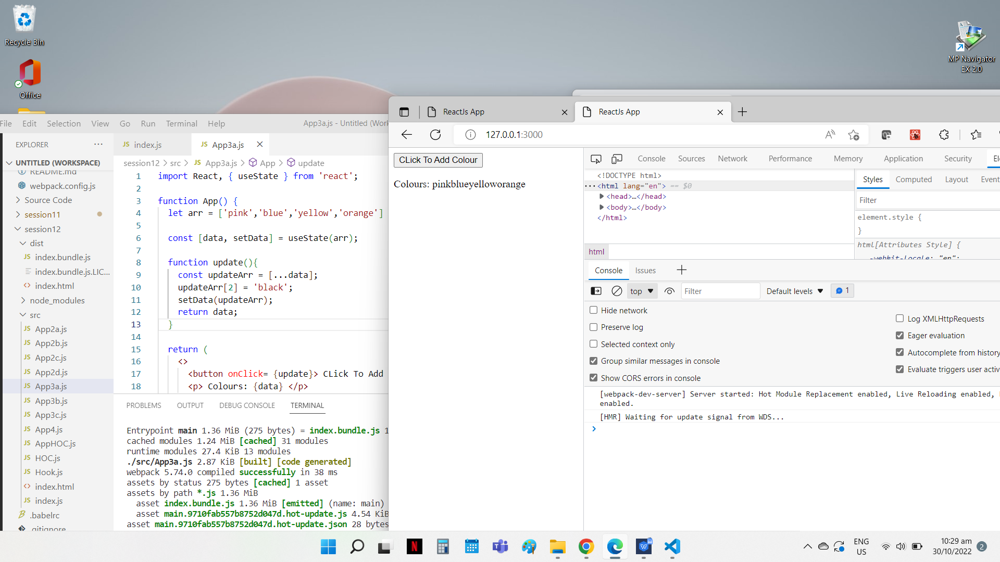 Recycle Bin
Office
MP Navigator
EX 2.0
File Edit Selection View Go Run Terminal Help
App3a.js - Untitled (Work
EXPLORER
UNTITLED (WORKSPACE)
README.md
webpack.config.js
Source Code
session11
session12
dist
index.bundle.js
index.bundle.js.LIC...
index.html
node_modules
src
App2a.js
App2b.js
App2c.js
App2d.js
App3a.js
App3b.js
App3c.js
App4.js
AppHOC.js
HOC.js
Hook.js
index.html
index.js
.babelrc
.gitignore
JS index.js
JS App3a.js
session12 > src > JS App3a.js > App > update
1 import React, { useState } from 'react';
2
3 function App() {
4 let arr = ['pink','blue','yellow','orange']
5
6 const [data, setData] = useState(arr);
7
8 function update(){
9 const updateArr = [...data];
10 updateArr[2] = 'black';
11 setData(updateArr);
12 return data;
13 }
14
15 return (
16 <>
17 <button onClick= {update}> CLick To Add
18 <p> Colours: {data} </p>
PROBLEMS OUTPUT DEBUG CONSOLE TERMINAL
Entrypoint main 1.36 MiB (275 bytes) = index.bundle.js 1
cached modules 1.24 MiB [cached] 31 modules
runtime modules 27.4 KiB 13 modules
./src/App3a.js 2.87 KiB [built] [code generated]
webpack 5.74.0 compiled successfully in 38 ms
assets by status 275 bytes [cached] 1 asset
assets by path *.js 1.36 MiB
asset index.bundle.js 1.36 MiB [emitted] (name: main)
asset main.9710fab557b8752d047d.hot-update.js 4.54 KiB
asset main.9710fab557b8752d047d.hot-update.json 28 bytes
ReactJs App
ReactJs App
127.0.0.1:3000
CLick To Add Colour
Colours: pinkblueyelloworange
Console Sources Network Performance Memory Application Security El
<!DOCTYPE html>
<html lang="en"> == $0
<head>…</head>
<body>…</body>
</html>
html
Styles Computed Layout Event
Filter
element.style {
}
html[Attributes Style] {
-webkit-locale: "en";
Console Issues
top Filter Default levels 1
Hide network
Preserve log
Selected context only
Group similar messages in console
Show CORS errors in console
Log XMLHttpRequests
Eager evaluation
Autocomplete from history
Evaluate triggers user activ
[webpack-dev-server] Server started: Hot Module Replacement enabled, Live Reloading enabled,
enabled.
[HMR] Waiting for update signal from WDS...
ENG
US
10:29 am
30/10/2022
2